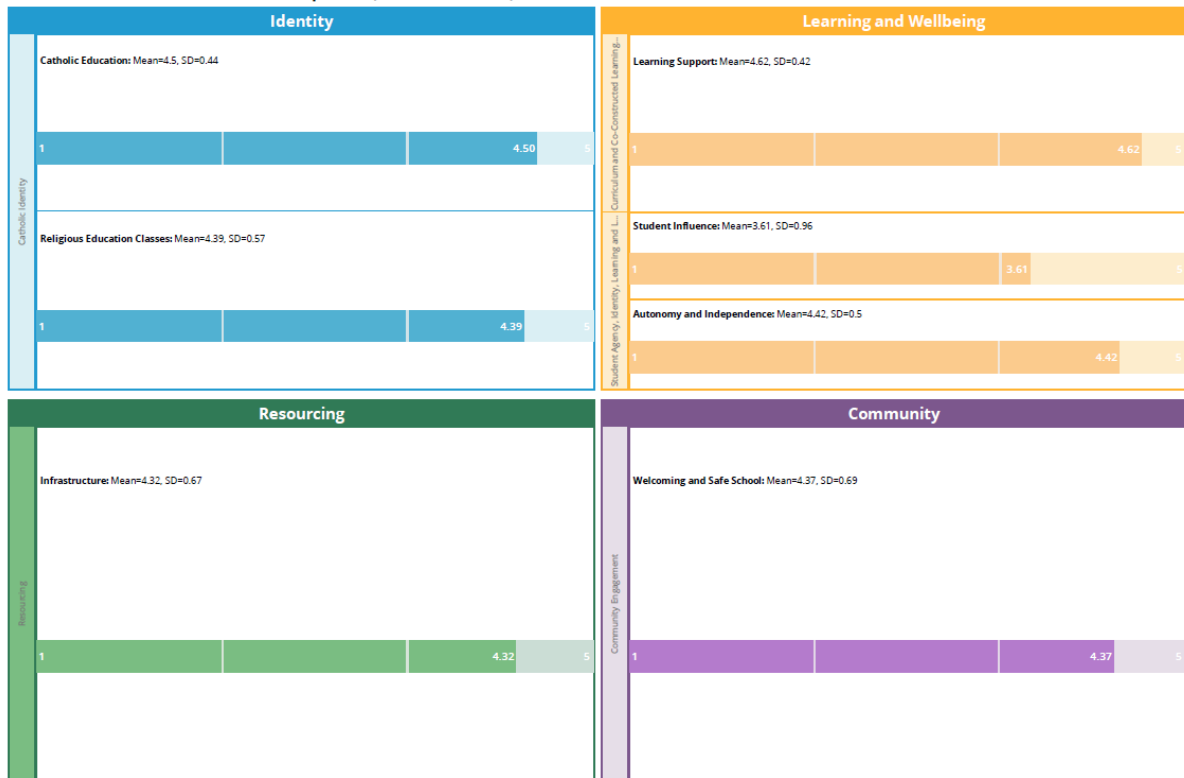 Identity
Catholic Identity
Catholic Education: Mean=4.5, SD=0.44
1 4.50 5
Religious Education Classes: Mean=4.39, SD=0.57
1 4.39 5
Learning and Wellbeing
Curriculum and Co-Constructed Learning...
Learning Support: Mean=4.62, SD=0.42
1 4.62 5
Student Agency, Identity, Learning and L...
Student Influence: Mean=3.61, SD=0.96
1 3.61 5
Autonomy and Independence: Mean=4.42, SD=0.5
1 4.42 5
Resourcing
Resourcing
Infrastructure: Mean=4.32, SD=0.67
1 4.32 5
Community
Community Engagement
Welcoming and Safe School: Mean=4.37, SD=0.69
1 4.37 5